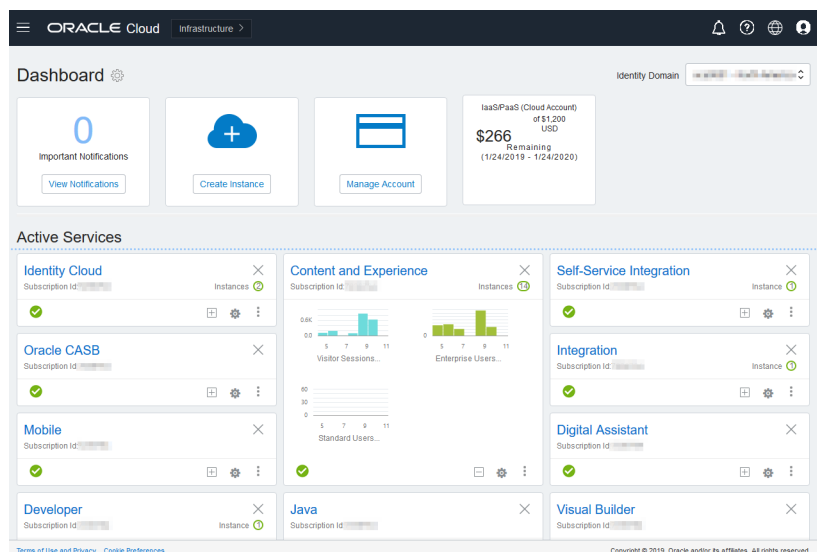 ORACLE Cloud
Infrastructure >
Dashboard
Identity Domain
0
Important Notifications
View Notifications
Create Instance
Manage Account
IaaS/PaaS (Cloud Account)
of $1,200
USD
$266
Remaining
(1/24/2019 - 1/24/2020)
Active Services
Identity Cloud
Subscription Id:
Instances 2
Content and Experience
Subscription Id:
Instances 14
0.6K
0.0
5 7 9 11
Visitor Sessions...
0
5 7 9 11
Enterprise Users...
60
30
0
5 7 9 11
Standard Users...
Self-Service Integration
Subscription Id:
Instance 1
Oracle CASB
Subscription Id:
Integration
Subscription Id:
Instance 1
Mobile
Subscription Id:
Digital Assistant
Subscription Id:
Developer
Subscription Id:
Instance 1
Java
Subscription Id:
Visual Builder
Subscription Id:
Terms of Use and Privacy Cookie Preferences
Copyright © 2019, Oracle and/or its affiliates. All rights reserved.